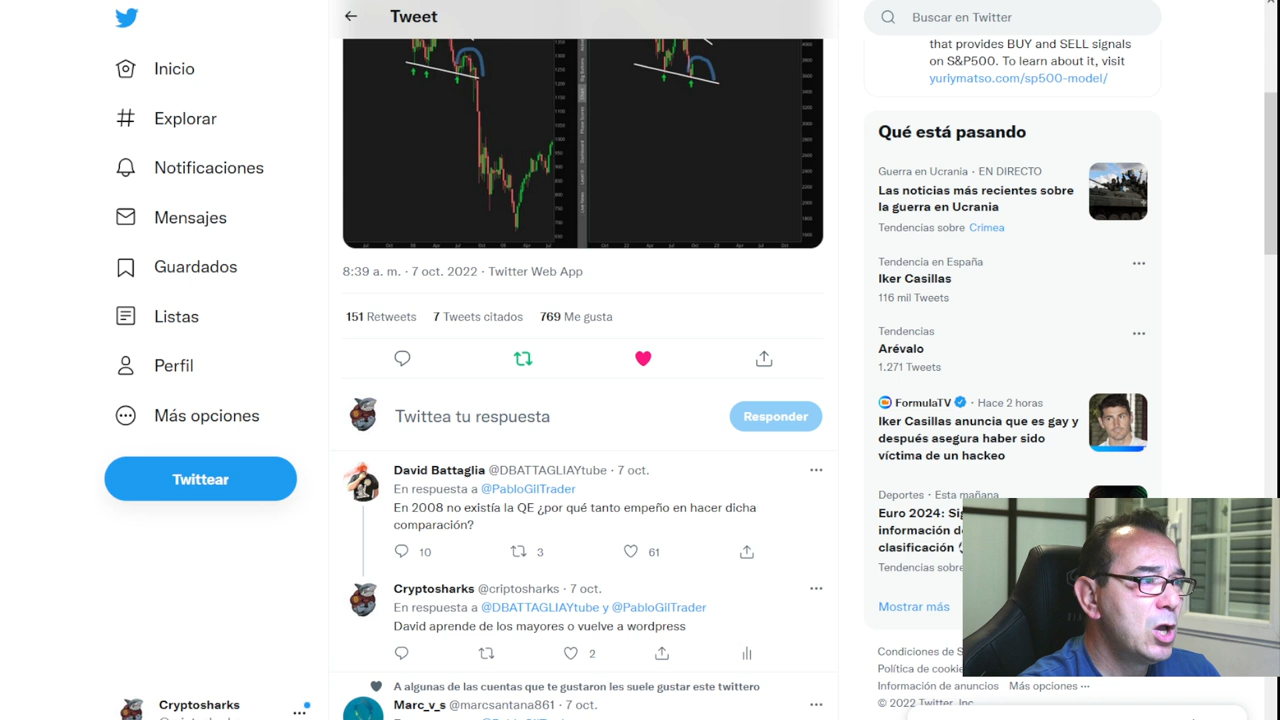 Tweet
Inicio
Explorar
Notificaciones
Mensajes
Guardados
Listas
Perfil
Más opciones
Twittear
Cryptosharks
8:39 a. m. · 7 oct. 2022 · Twitter Web App
151 Retweets 7 Tweets citados 769 Me gusta
Twittea tu respuesta
Responder
David Battaglia @DBATTAGLIAYtube · 7 oct.
En respuesta a @PabloGilTrader
En 2008 no existía la QE ¿por qué tanto empeño en hacer dicha
comparación?
10 3 61
Cryptosharks @criptosharks · 7 oct.
En respuesta a @DBATTAGLIAYtube y @PabloGilTrader
David aprende de los mayores o vuelve a wordpress
2
A algunas de las cuentas que te gustaron les suele gustar este twittero
Marc_v_s @marcsantana861 · 7 oct.
Buscar en Twitter
that provides BUY and SELL signals
on S&P500. To learn about it, visit
yuriymatso.com/sp500-model/
Qué está pasando
Guerra en Ucrania · EN DIRECTO
Las noticias más recientes sobre
la guerra en Ucrania
Tendencias sobre Crimea
Tendencia en España
Iker Casillas
116 mil Tweets
Tendencias
Arévalo
1.271 Tweets
FormulaTV · Hace 2 horas
Iker Casillas anuncia que es gay y
después asegura haber sido
víctima de un hackeo
Deportes · Esta mañana
Euro 2024:
información
clasificación
Tendencias
Mostrar más
Condiciones de
Política de
Información de anuncios Más opciones ···
© 2022 Twitter, Inc.